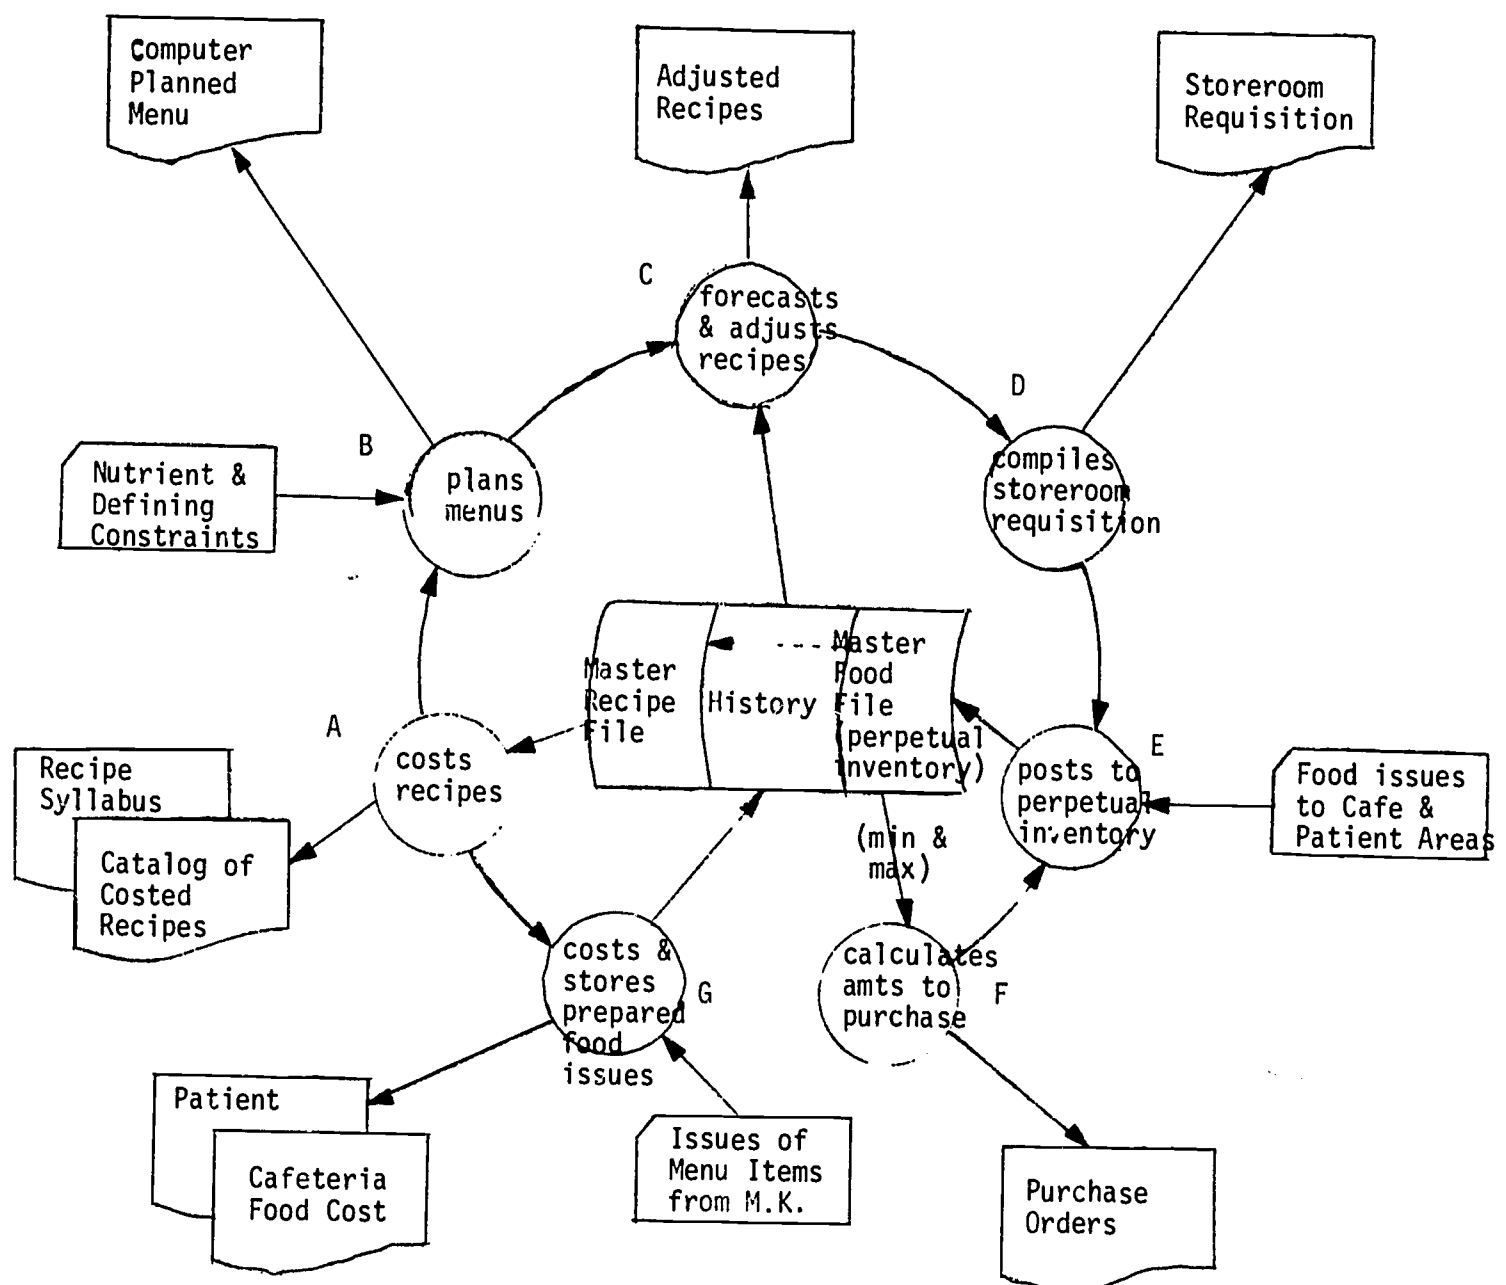 Computer
Planned
Menu
Adjusted
Recipes
Storeroom
Requisition
C
forecasts
& adjusts
recipes
D
compiles
storeroom
requisition
B
plans
menus
Nutrient &
Defining
Constraints
Master
Recipe
File
History
Master
Food
File
(perpetual
inventory)
A
costs
recipes
E
posts to
perpetual
inventory
Food issues
to Cafe &
Patient Areas
Recipe
Syllabus
Catalog of
Costed
Recipes
(min &
max)
costs &
stores
prepared
food
issues
G
calculates
amts to
purchase
F
Patient
Cafeteria
Food Cost
Issues of
Menu Items
from M.K.
Purchase
Orders